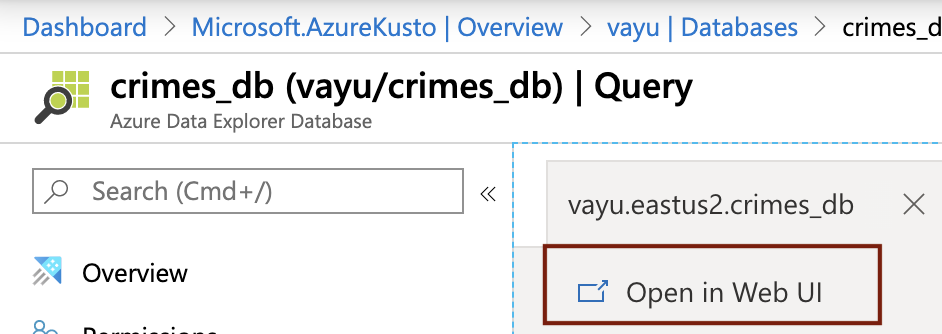 Dashboard > Microsoft.AzureKusto | Overview > vayu | Databases > crimes_d
crimes_db (vayu/crimes_db) | Query
Azure Data Explorer Database
Search (Cmd+/)
«
vayu.eastus2.crimes_db
Overview
Open in Web UI
Permissions